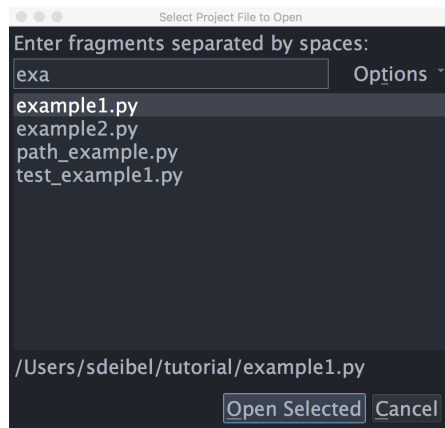 Select Project File to Open
Enter fragments separated by spaces:
exa
Options
example1.py
example2.py
path_example.py
test_example1.py
/Users/sdeibel/tutorial/example1.py
Open Selected Cancel